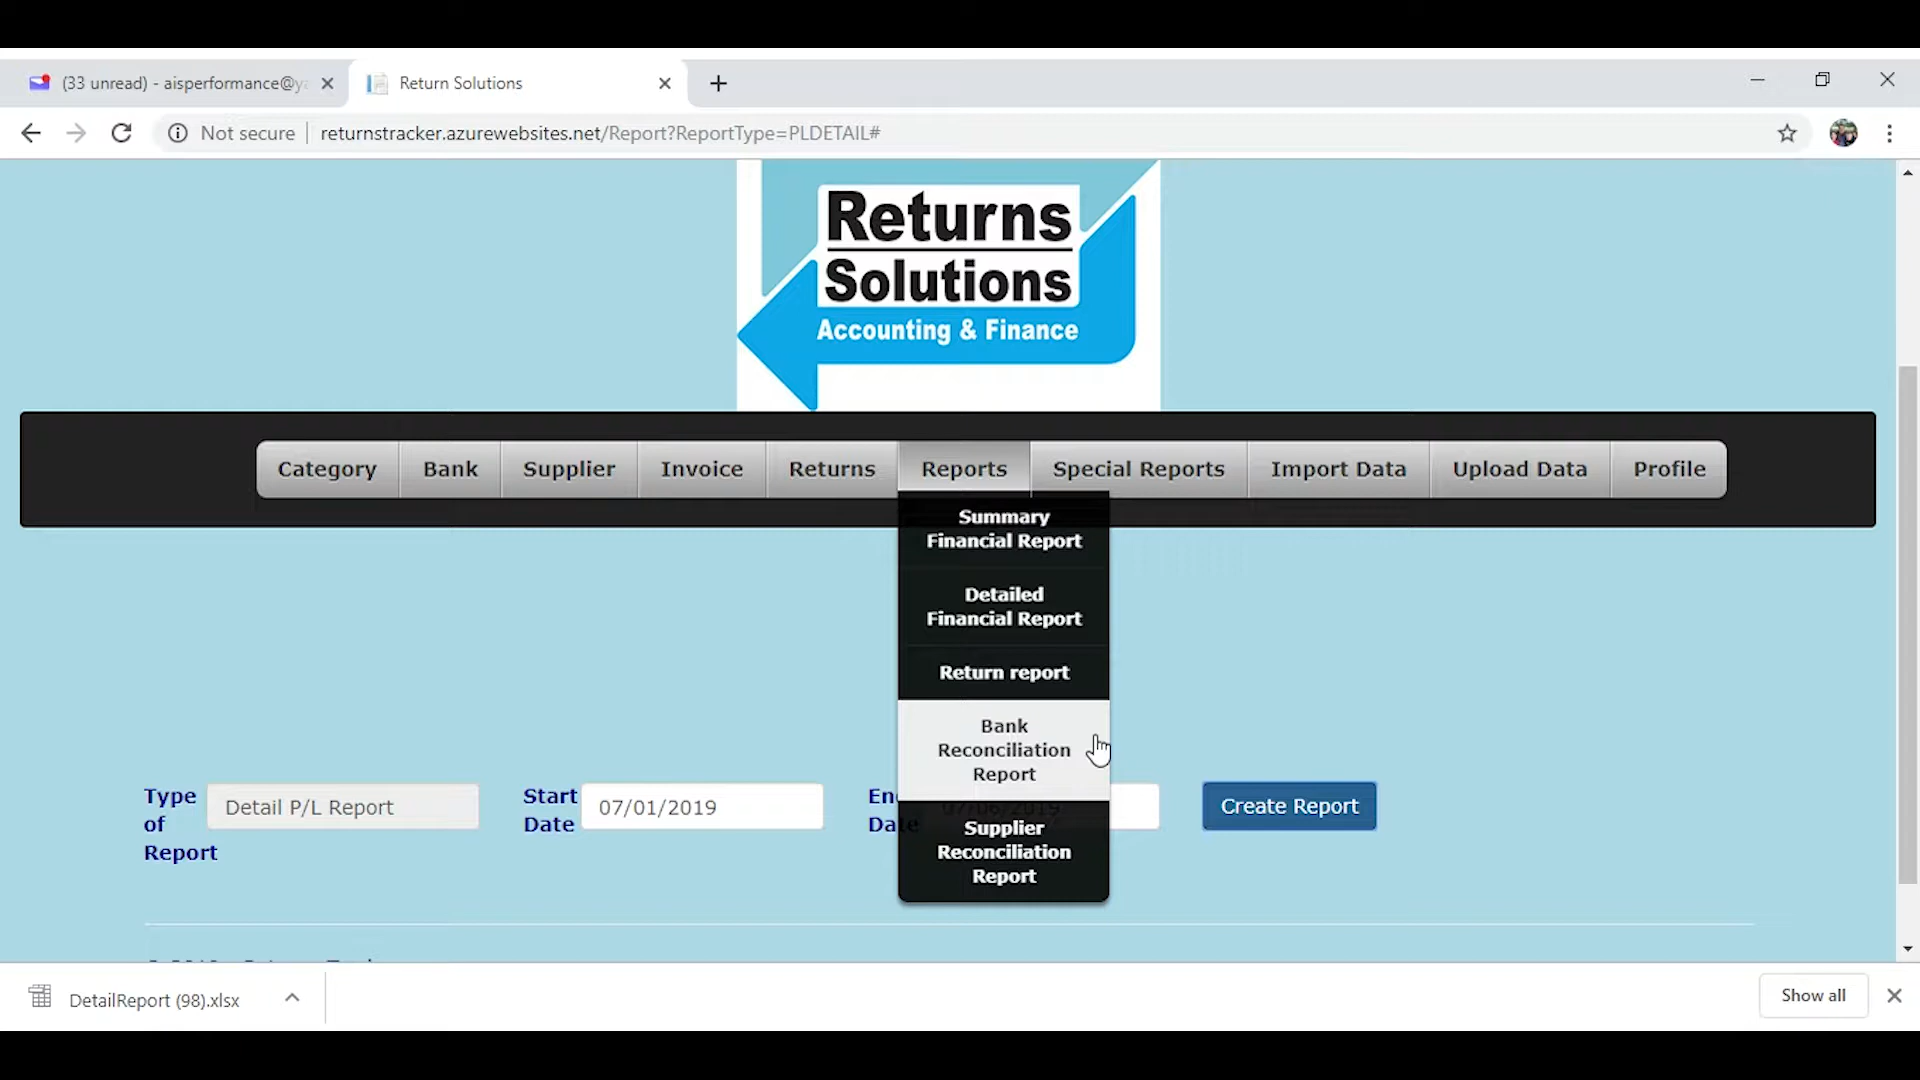 (33 unread) - aisperformance@ya
Return Solutions
Not secure
returnstracker.azurewebsites.net/Report?ReportType=PLDETAIL#
Returns
Solutions
Accounting & Finance
Category
Bank
Supplier
Invoice
Returns
Reports
Special Reports
Import Data
Upload Data
Profile
Summary
Financial Report
Detailed
Financial Report
Return report
Bank
Reconciliation
Report
Supplier
Reconciliation
Report
Type
of
Report
Detail P/L Report
Start
Date
07/01/2019
En
Date
Create Report
DetailReport (98).xlsx
Show all